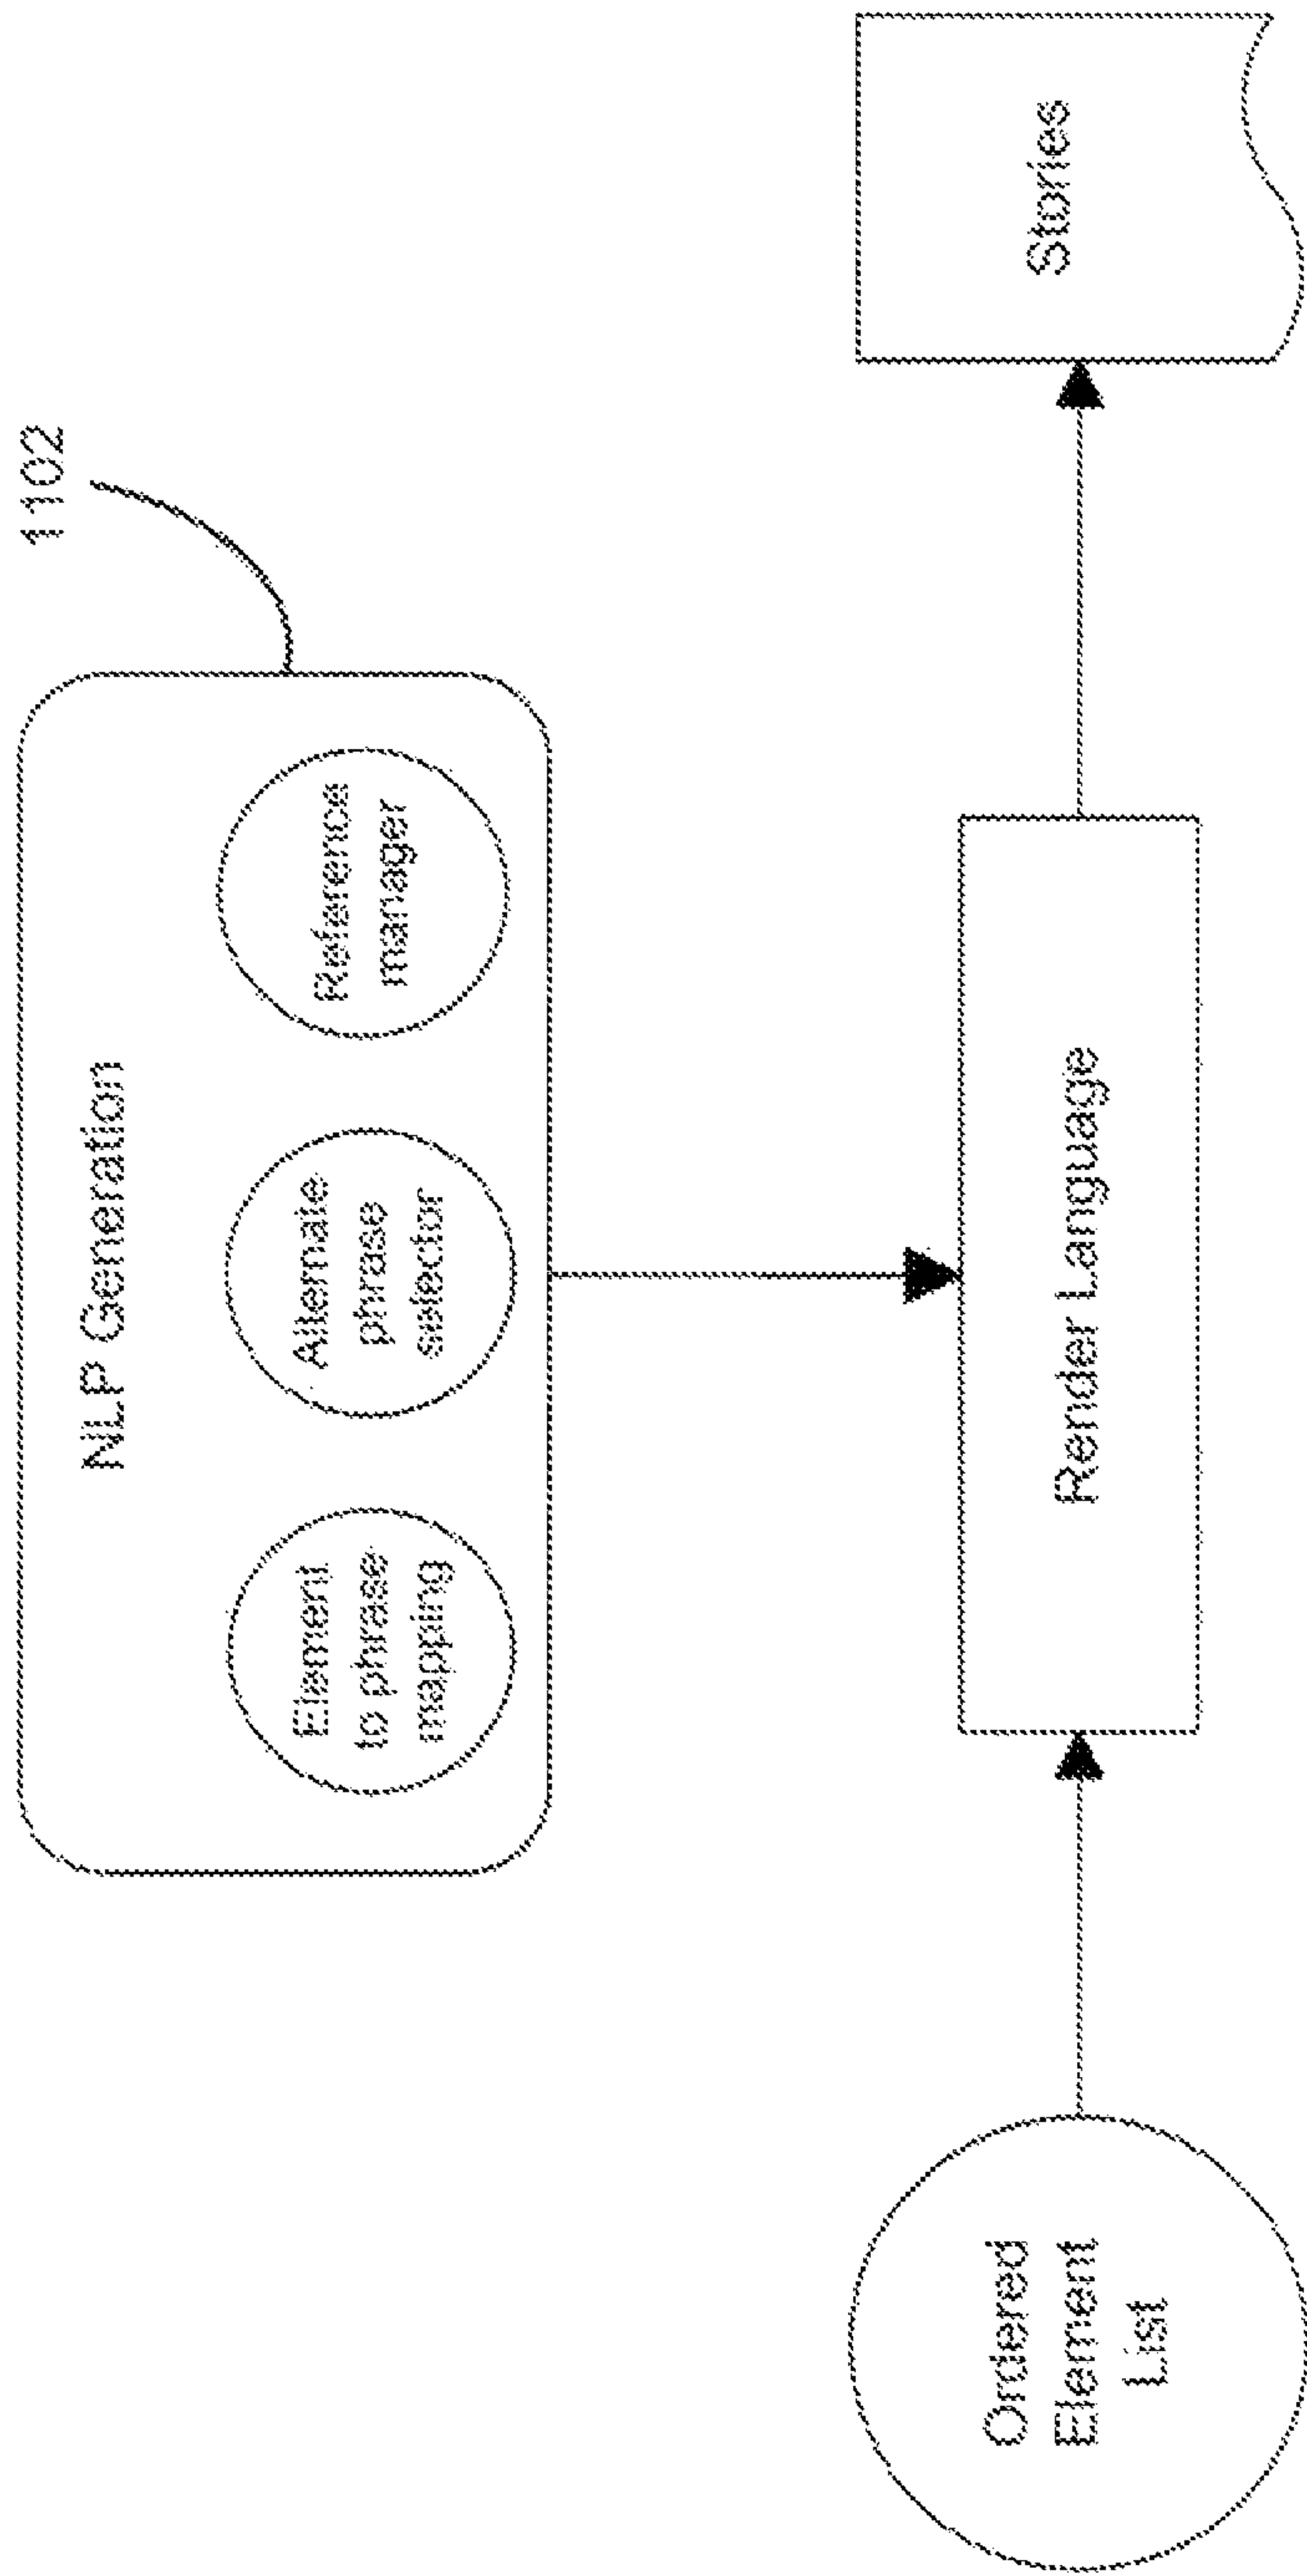 1102
NLP Generation
Element
to phrase
mapping
Alternate
phrase
selector
Reference
manager
Ordered
Element
List
Render Language
Stories